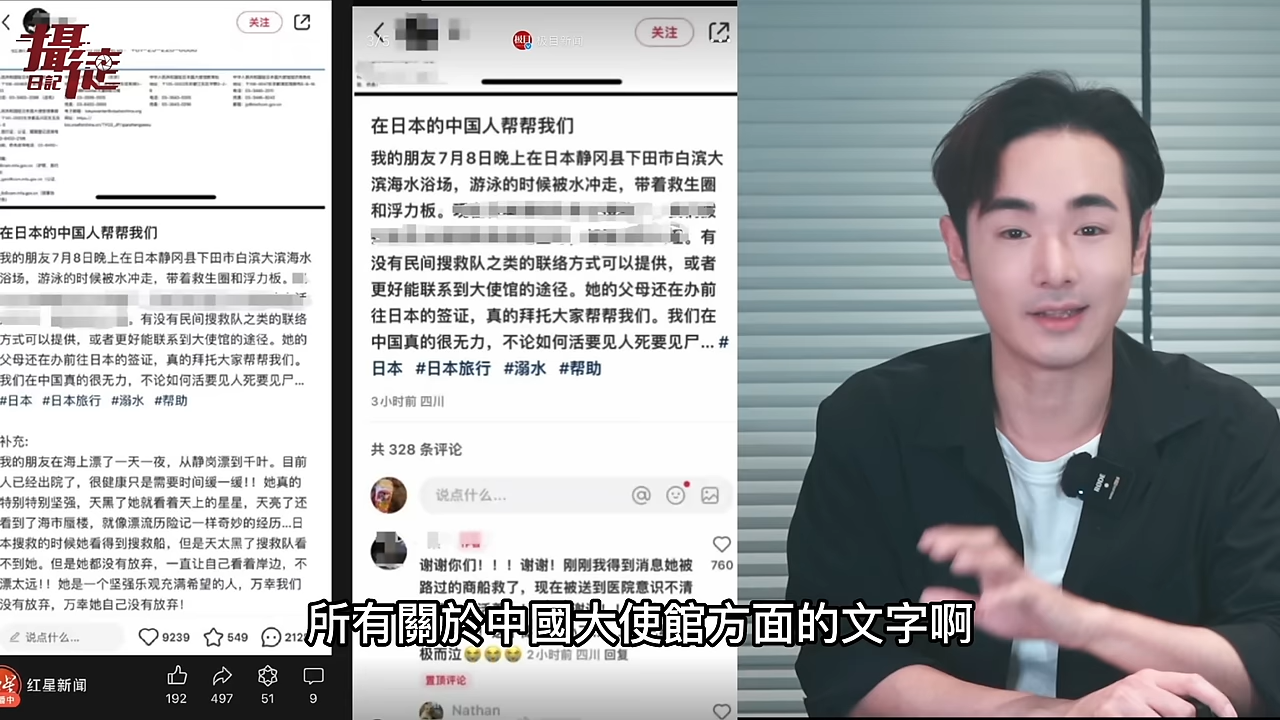 攝徒
日記
关注
在日本的中国人帮帮我们
我的朋友7月8日晚上在日本静冈县下田市白滨大滨海水
浴场，游泳的时候被水冲走，带着救生圈和浮力板。
有没有民间搜救队之类的联络
方式可以提供，或者更好能联系到大使馆的途径。她的
父母还在办前往日本的签证，真的拜托大家帮帮我们。
我们在中国真的很无力，不论如何活要见人死要见尸...
#日本 #日本旅行 #溺水 #帮助
补充:
我的朋友在海上漂了一天一夜，从静岗漂到千叶。目前
人已经出院了，很健康只是需要时间缓一缓!！她真的
特别特别坚强，天黑了她就看着天上的星星，天亮了还
看到了海市蜃楼，就像漂流历险记一样奇妙的经历...日
本搜救的时候她看得到搜救船，但是天太黑了搜救队看
不到她。但是她都没有放弃，一直让自己看着岸边，不
漂太远!！她是一个坚强乐观充满希望的人，万幸我们
没有放弃，万幸她自己没有放弃！
说点什么...
9239
549
212
红星新闻
192
497
51
9
3/5
极目新闻
关注
在日本的中国人帮帮我们
我的朋友7月8日晚上在日本静冈县下田市白滨大
滨海水浴场，游泳的时候被水冲走，带着救生圈
和浮力板。
有
没有民间搜救队之类的联络方式可以提供，或者
更好能联系到大使馆的途径。她的父母还在办前
往日本的签证，真的拜托大家帮帮我们。我们在
中国真的很无力，不论如何活要见人死要见尸... #
日本 #日本旅行 #溺水 #帮助
3小时前 四川
共 328 条评论
说点什么...
谢谢你们！！！谢谢！刚刚我得到消息她被
路过的商船救了，现在被送到医院意识不清
760
极而泣 2小时前 四川 回复
置顶评论
Nathan
RODE
所有關於中國大使館方面的文字啊